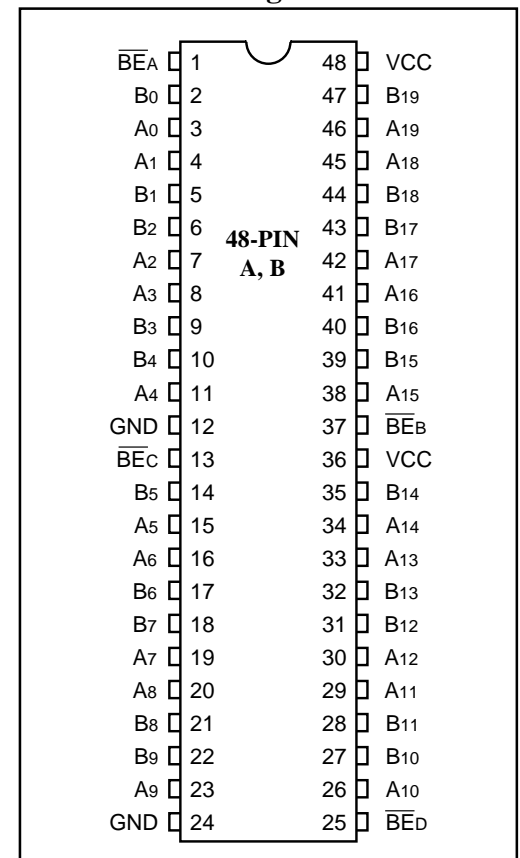 B̅E̅A 1 48 VCC
B0 2 47 B19
A0 3 46 A19
A1 4 45 A18
B1 5 44 B18
B2 6 43 B17
48-PIN
A2 7 42 A17
A, B
A3 8 41 A16
B3 9 40 B16
B4 10 39 B15
A4 11 38 A15
GND 12 37 B̅E̅B
B̅E̅C 13 36 VCC
B5 14 35 B14
A5 15 34 A14
A6 16 33 A13
B6 17 32 B13
B7 18 31 B12
A7 19 30 A12
A8 20 29 A11
B8 21 28 B11
B9 22 27 B10
A9 23 26 A10
GND 24 25 B̅E̅D